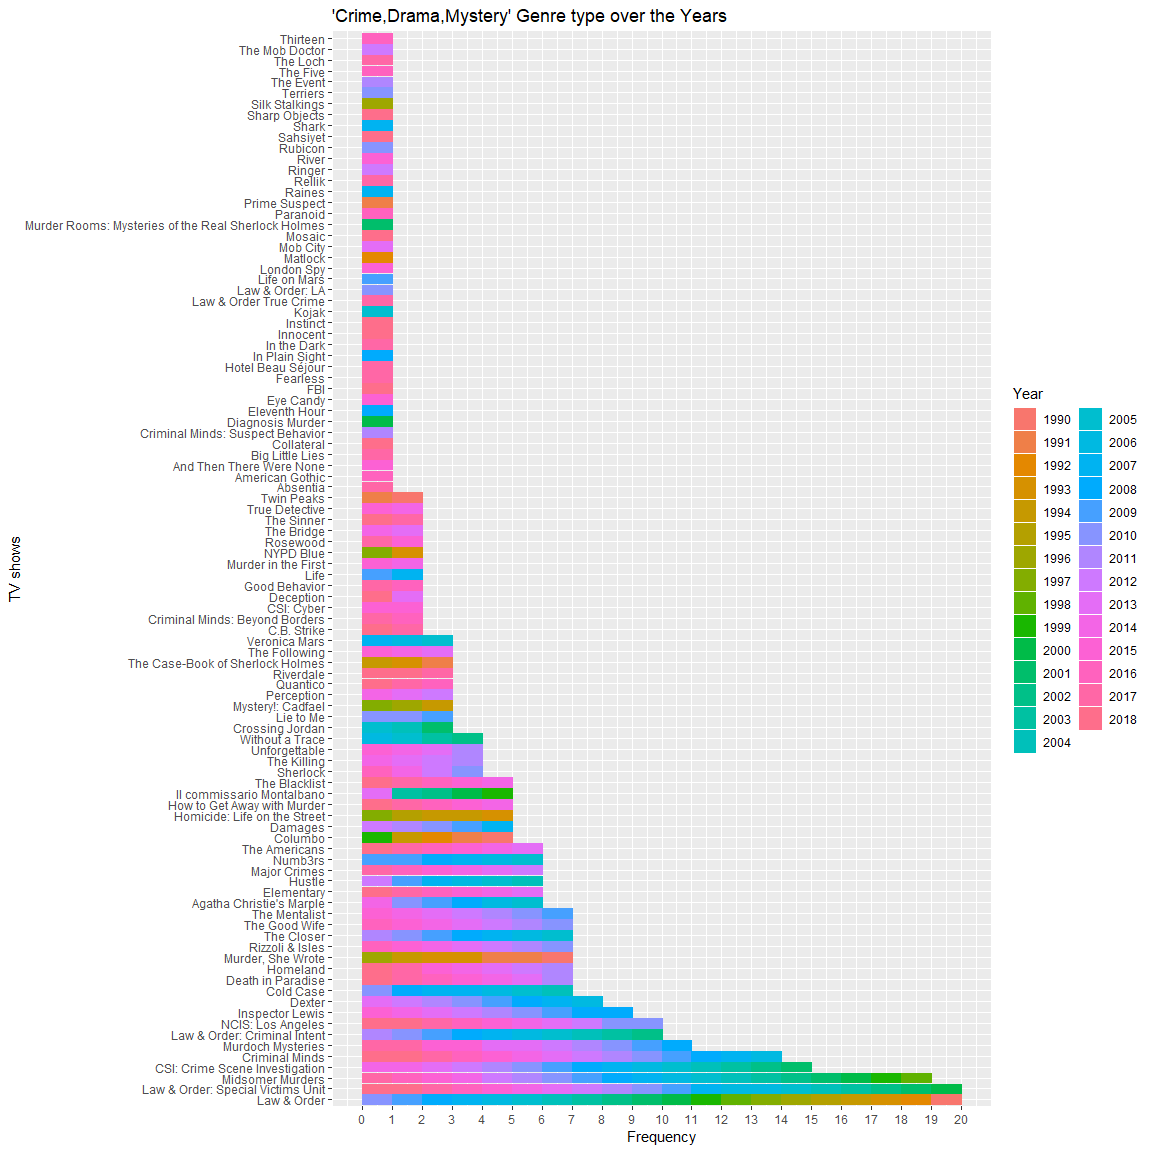 'Crime,Drama,Mystery' Genre type over the Years
TV shows
Thirteen
The Mob Doctor
The Loch
The Five
The Event
Terriers
Silk Stalkings
Sharp Objects
Shark
Sahsiyet
Rubicon
River
Ringer
Rellik
Raines
Prime Suspect
Paranoid
Murder Rooms: Mysteries of the Real Sherlock Holmes
Mosaic
Mob City
Matlock
London Spy
Life on Mars
Law & Order: LA
Law & Order True Crime
Kojak
Instinct
Innocent
In the Dark
In Plain Sight
Hotel Beau Séjour
Fearless
FBI
Eye Candy
Eleventh Hour
Diagnosis Murder
Criminal Minds: Suspect Behavior
Collateral
Big Little Lies
And Then There Were None
American Gothic
Absentia
Twin Peaks
True Detective
The Sinner
The Bridge
Rosewood
NYPD Blue
Murder in the First
Life
Good Behavior
Deception
CSI: Cyber
Criminal Minds: Beyond Borders
C.B. Strike
Veronica Mars
The Following
The Case-Book of Sherlock Holmes
Riverdale
Quantico
Perception
Mystery!: Cadfael
Lie to Me
Crossing Jordan
Without a Trace
Unforgettable
The Killing
Sherlock
The Blacklist
Il commissario Montalbano
How to Get Away with Murder
Homicide: Life on the Street
Damages
Columbo
The Americans
Numb3rs
Major Crimes
Hustle
Elementary
Agatha Christie's Marple
The Mentalist
The Good Wife
The Closer
Rizzoli & Isles
Murder, She Wrote
Homeland
Death in Paradise
Cold Case
Dexter
Inspector Lewis
NCIS: Los Angeles
Law & Order: Criminal Intent
Murdoch Mysteries
Criminal Minds
CSI: Crime Scene Investigation
Midsomer Murders
Law & Order: Special Victims Unit
Law & Order
0 1 2 3 4 5 6 7 8 9 10 11 12 13 14 15 16 17 18 19 20
Frequency
Year
1990 2005
1991 2006
1992 2007
1993 2008
1994 2009
1995 2010
1996 2011
1997 2012
1998 2013
1999 2014
2000 2015
2001 2016
2002 2017
2003 2018
2004